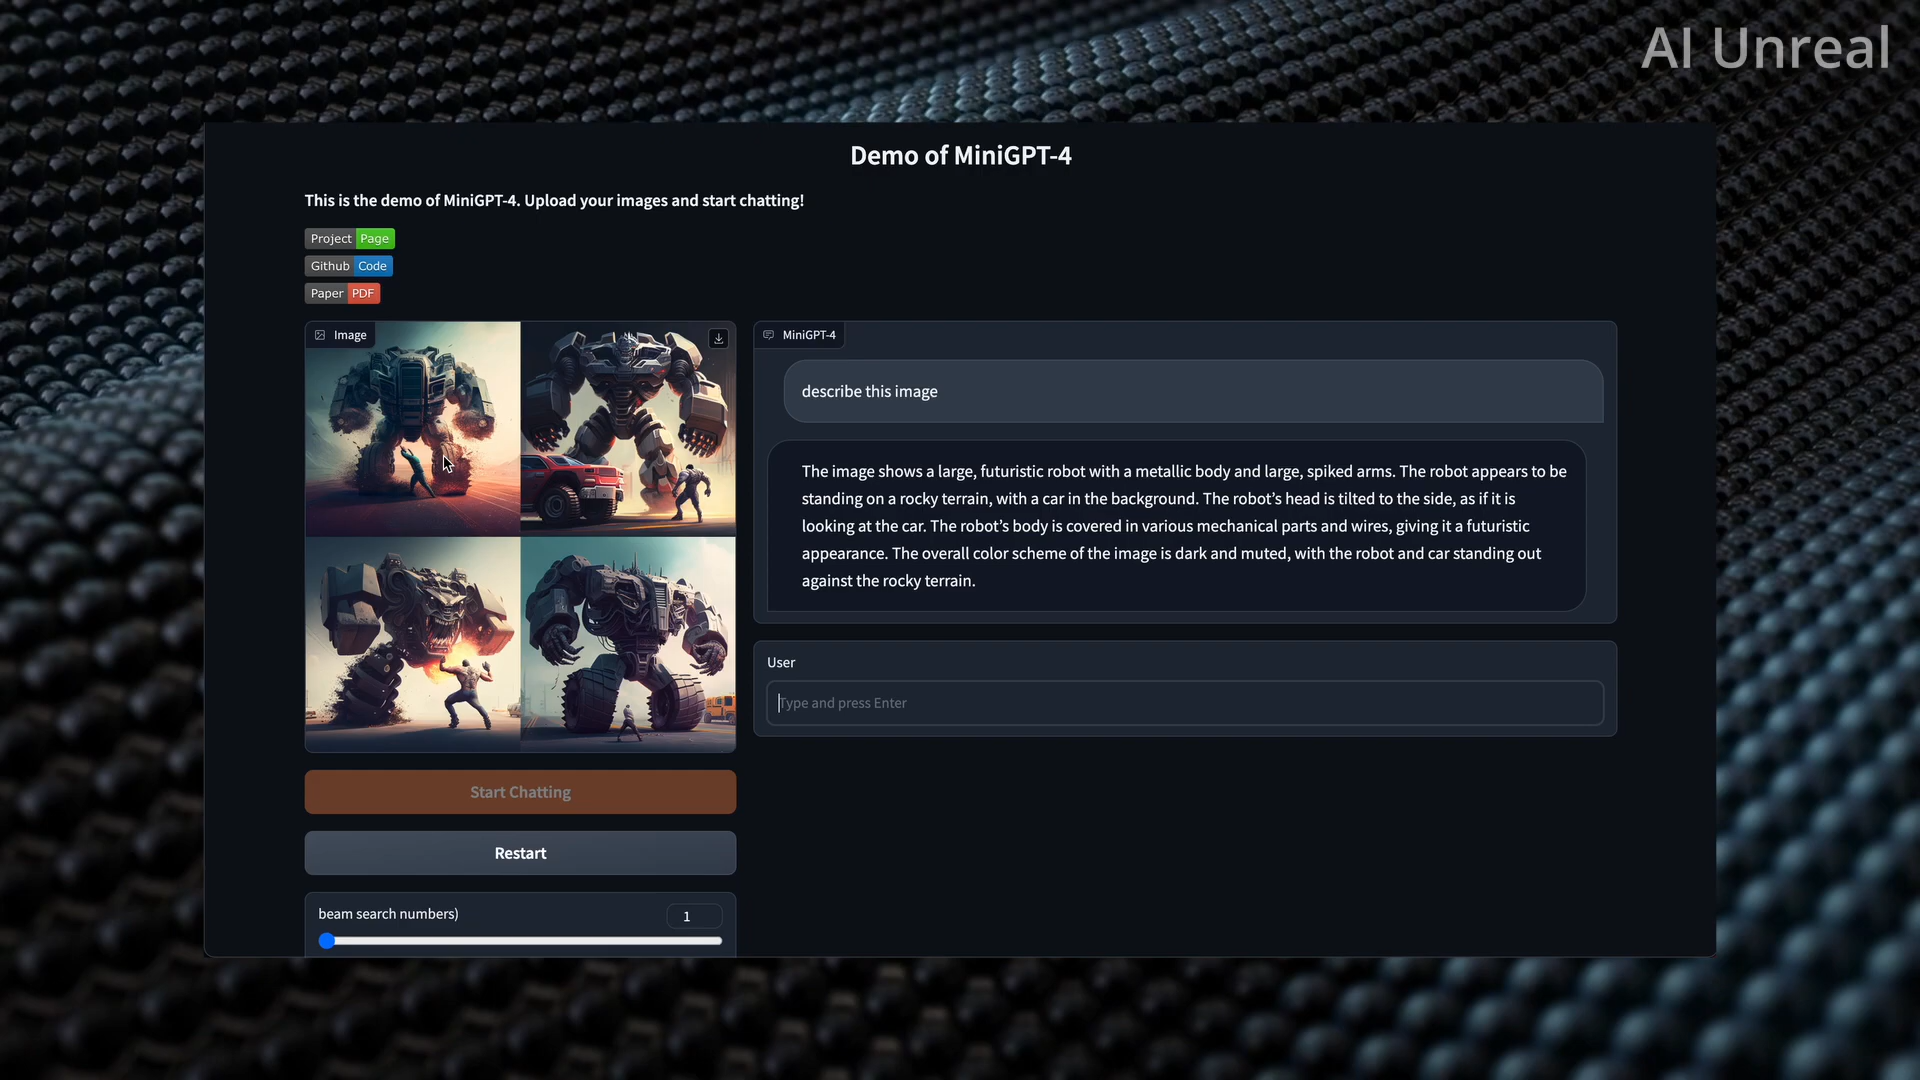 AI Unreal
Demo of MiniGPT-4
This is the demo of MiniGPT-4. Upload your images and start chatting!
Project Page
Github Code
Paper PDF
Image
MiniGPT-4
describe this image
The image shows a large, futuristic robot with a metallic body and large, spiked arms. The robot appears to be
standing on a rocky terrain, with a car in the background. The robot’s head is tilted to the side, as if it is
looking at the car. The robot’s body is covered in various mechanical parts and wires, giving it a futuristic
appearance. The overall color scheme of the image is dark and muted, with the robot and car standing out
against the rocky terrain.
User
Type and press Enter
Start Chatting
Restart
beam search numbers) 1